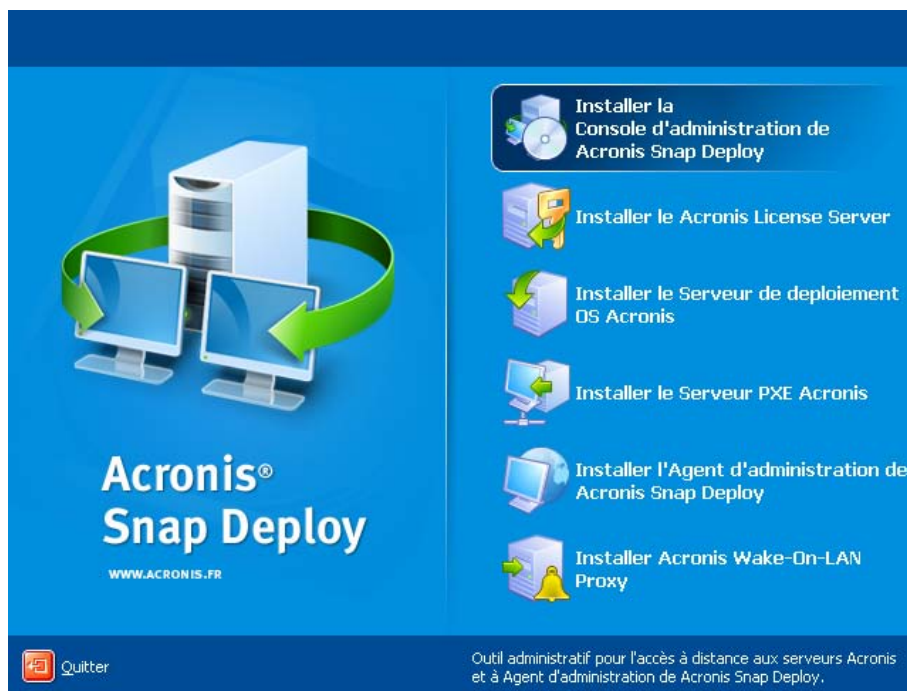 Installer la
Console d'administration de
Acronis Snap Deploy
Installer le Acronis License Server
Installer le Serveur de deploiement
OS Acronis
Installer le Serveur PXE Acronis
Installer l'Agent d'administration de
Acronis Snap Deploy
Installer Acronis Wake-On-LAN
Proxy
Acronis®
Snap Deploy
WWW.ACRONIS.FR
Quitter
Outil administratif pour l'accès à distance aux serveurs Acronis
et à Agent d'administration de Acronis Snap Deploy.